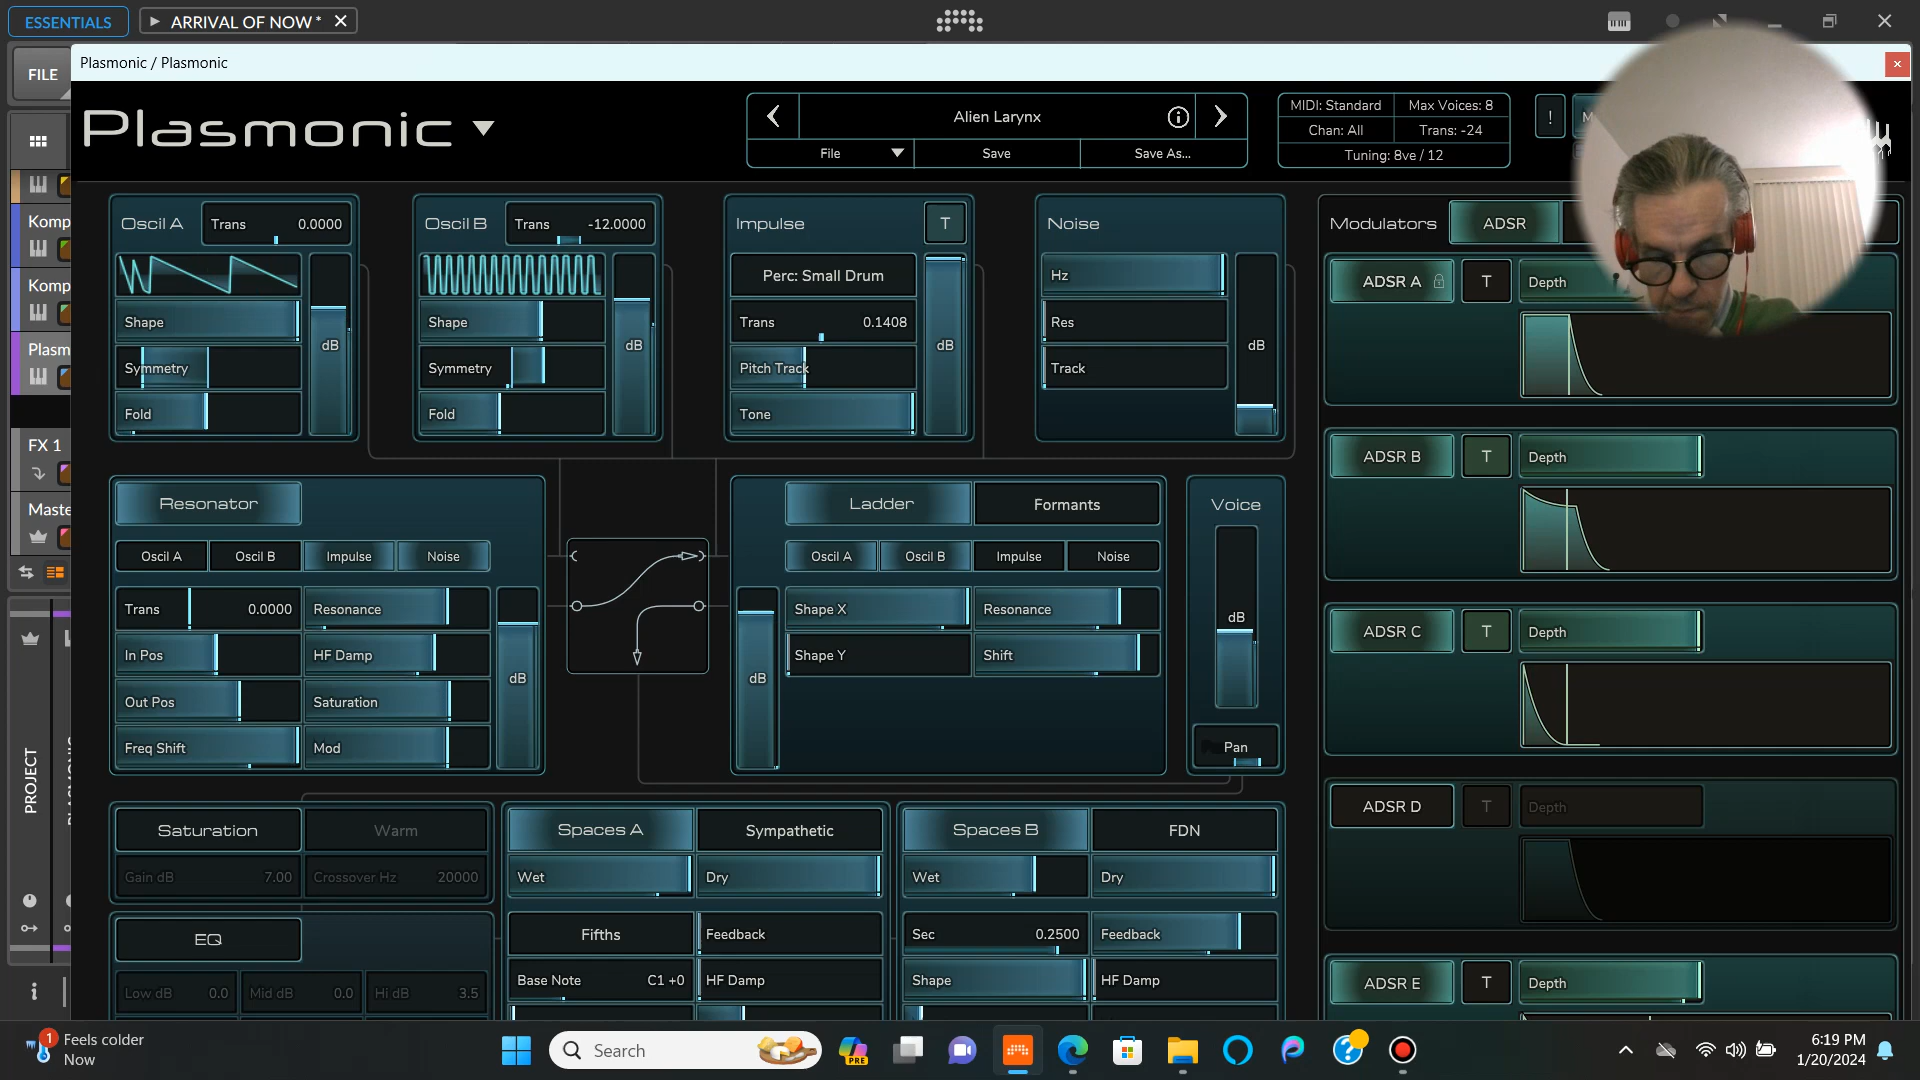 ESSENTIALS
ARRIVAL OF NOW *
FILE
Plasmonic / Plasmonic
Plasmonic
Alien Larynx
File
Save
Save As...
MIDI: Standard
Max Voices: 8
Chan: All
Trans: -24
Tuning: 8ve / 12
!
Komp
Komp
Plasm
FX 1
Maste
PROJECT
Oscil A
Trans 0.0000
Shape
Symmetry
Fold
dB
Oscil B
Trans -12.0000
Shape
Symmetry
Fold
dB
Impulse
T
Perc: Small Drum
Trans 0.1408
Pitch Track
Tone
dB
Noise
Hz
Res
Track
dB
Modulators
ADSR
ADSR A
T
Depth
ADSR B
T
Depth
ADSR C
T
Depth
ADSR D
T
Depth
ADSR E
T
Depth
Resonator
Oscil A
Oscil B
Impulse
Noise
Trans 0.0000
Resonance
In Pos
HF Damp
Out Pos
Saturation
Freq Shift
Mod
dB
Ladder
Formants
Oscil A
Oscil B
Impulse
Noise
Shape X
Resonance
Shape Y
Shift
dB
Voice
dB
Pan
Saturation
Warm
Gain dB 7.00
Crossover Hz 20000
EQ
Low dB 0.0
Mid dB 0.0
Hi dB 3.5
Spaces A
Sympathetic
Wet
Dry
Fifths
Feedback
Base Note C1 +0
HF Damp
Spaces B
FDN
Wet
Dry
Sec 0.2500
Feedback
Shape
HF Damp
1
Feels colder
Now
Search
PRE
6:19 PM
1/20/2024